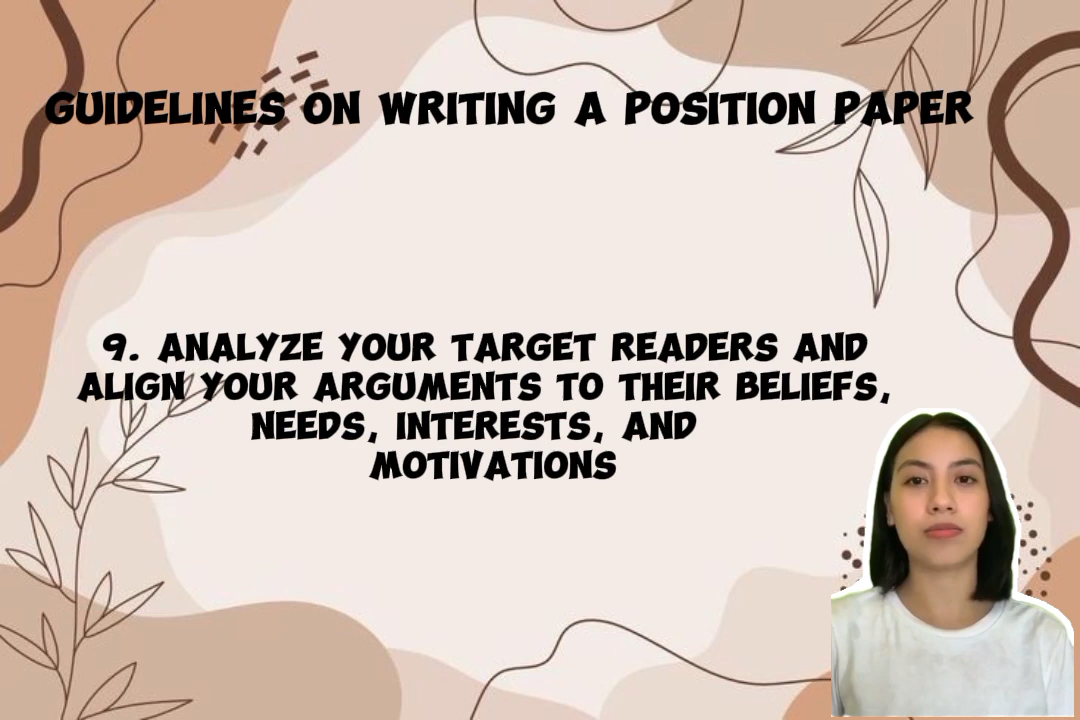 GUIDELINES ON WRITING A POSITION PAPER
9. ANALYZE YOUR TARGET READERS AND
ALIGN YOUR ARGUMENTS TO THEIR BELIEFS,
NEEDS, INTERESTS, AND
MOTIVATIONS